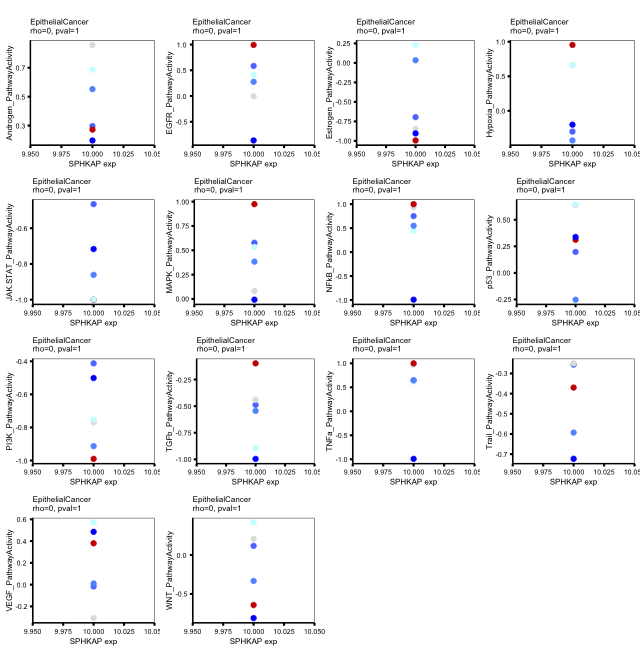 EpithelialCancer
rho=0, pval=1
Androgen_PathwayActivity
0.7
0.5
0.3
9.950 9.975 10.000 10.025 10.05
SPHKAP exp
EpithelialCancer
rho=0, pval=1
EGFR_PathwayActivity
1.0
0.5
0.0
-0.5
9.950 9.975 10.000 10.025 10.05
SPHKAP exp
EpithelialCancer
rho=0, pval=1
Estrogen_PathwayActivity
0.25
0.00
-0.25
-0.50
-0.75
-1.00
9.950 9.975 10.000 10.025 10.05
SPHKAP exp
EpithelialCancer
rho=0, pval=1
Hypoxia_PathwayActivity
1.0
0.5
0.0
9.950 9.975 10.000 10.025 10.05
SPHKAP exp
EpithelialCancer
rho=0, pval=1
JAK.STAT_PathwayActivity
-0.6
-0.8
-1.0
9.950 9.975 10.000 10.025 10.05
SPHKAP exp
EpithelialCancer
rho=0, pval=1
MAPK_PathwayActivity
1.00
0.75
0.50
0.25
0.00
9.950 9.975 10.000 10.025 10.05
SPHKAP exp
EpithelialCancer
rho=0, pval=1
NFkB_PathwayActivity
1.0
0.5
0.0
-0.5
-1.0
9.950 9.975 10.000 10.025 10.05
SPHKAP exp
EpithelialCancer
rho=0, pval=1
p53_PathwayActivity
0.50
0.25
0.00
-0.25
9.950 9.975 10.000 10.025 10.05
SPHKAP exp
EpithelialCancer
rho=0, pval=1
PI3K_PathwayActivity
-0.4
-0.6
-0.8
-1.0
9.950 9.975 10.000 10.025 10.05
SPHKAP exp
EpithelialCancer
rho=0, pval=1
TGFb_PathwayActivity
-0.25
-0.50
-0.75
-1.00
9.950 9.975 10.000 10.025 10.05
SPHKAP exp
EpithelialCancer
rho=0, pval=1
TNFa_PathwayActivity
1.0
0.5
0.0
-0.5
-1.0
9.950 9.975 10.000 10.025 10.05
SPHKAP exp
EpithelialCancer
rho=0, pval=1
Trail_PathwayActivity
-0.3
-0.4
-0.5
-0.6
-0.7
9.950 9.975 10.000 10.025 10.05
SPHKAP exp
EpithelialCancer
rho=0, pval=1
VEGF_PathwayActivity
0.6
0.4
0.2
0.0
-0.2
9.950 9.975 10.000 10.025 10.05
SPHKAP exp
EpithelialCancer
rho=0, pval=1
WNT_PathwayActivity
0.0
-0.5
9.950 9.975 10.000 10.025 10.050
SPHKAP exp